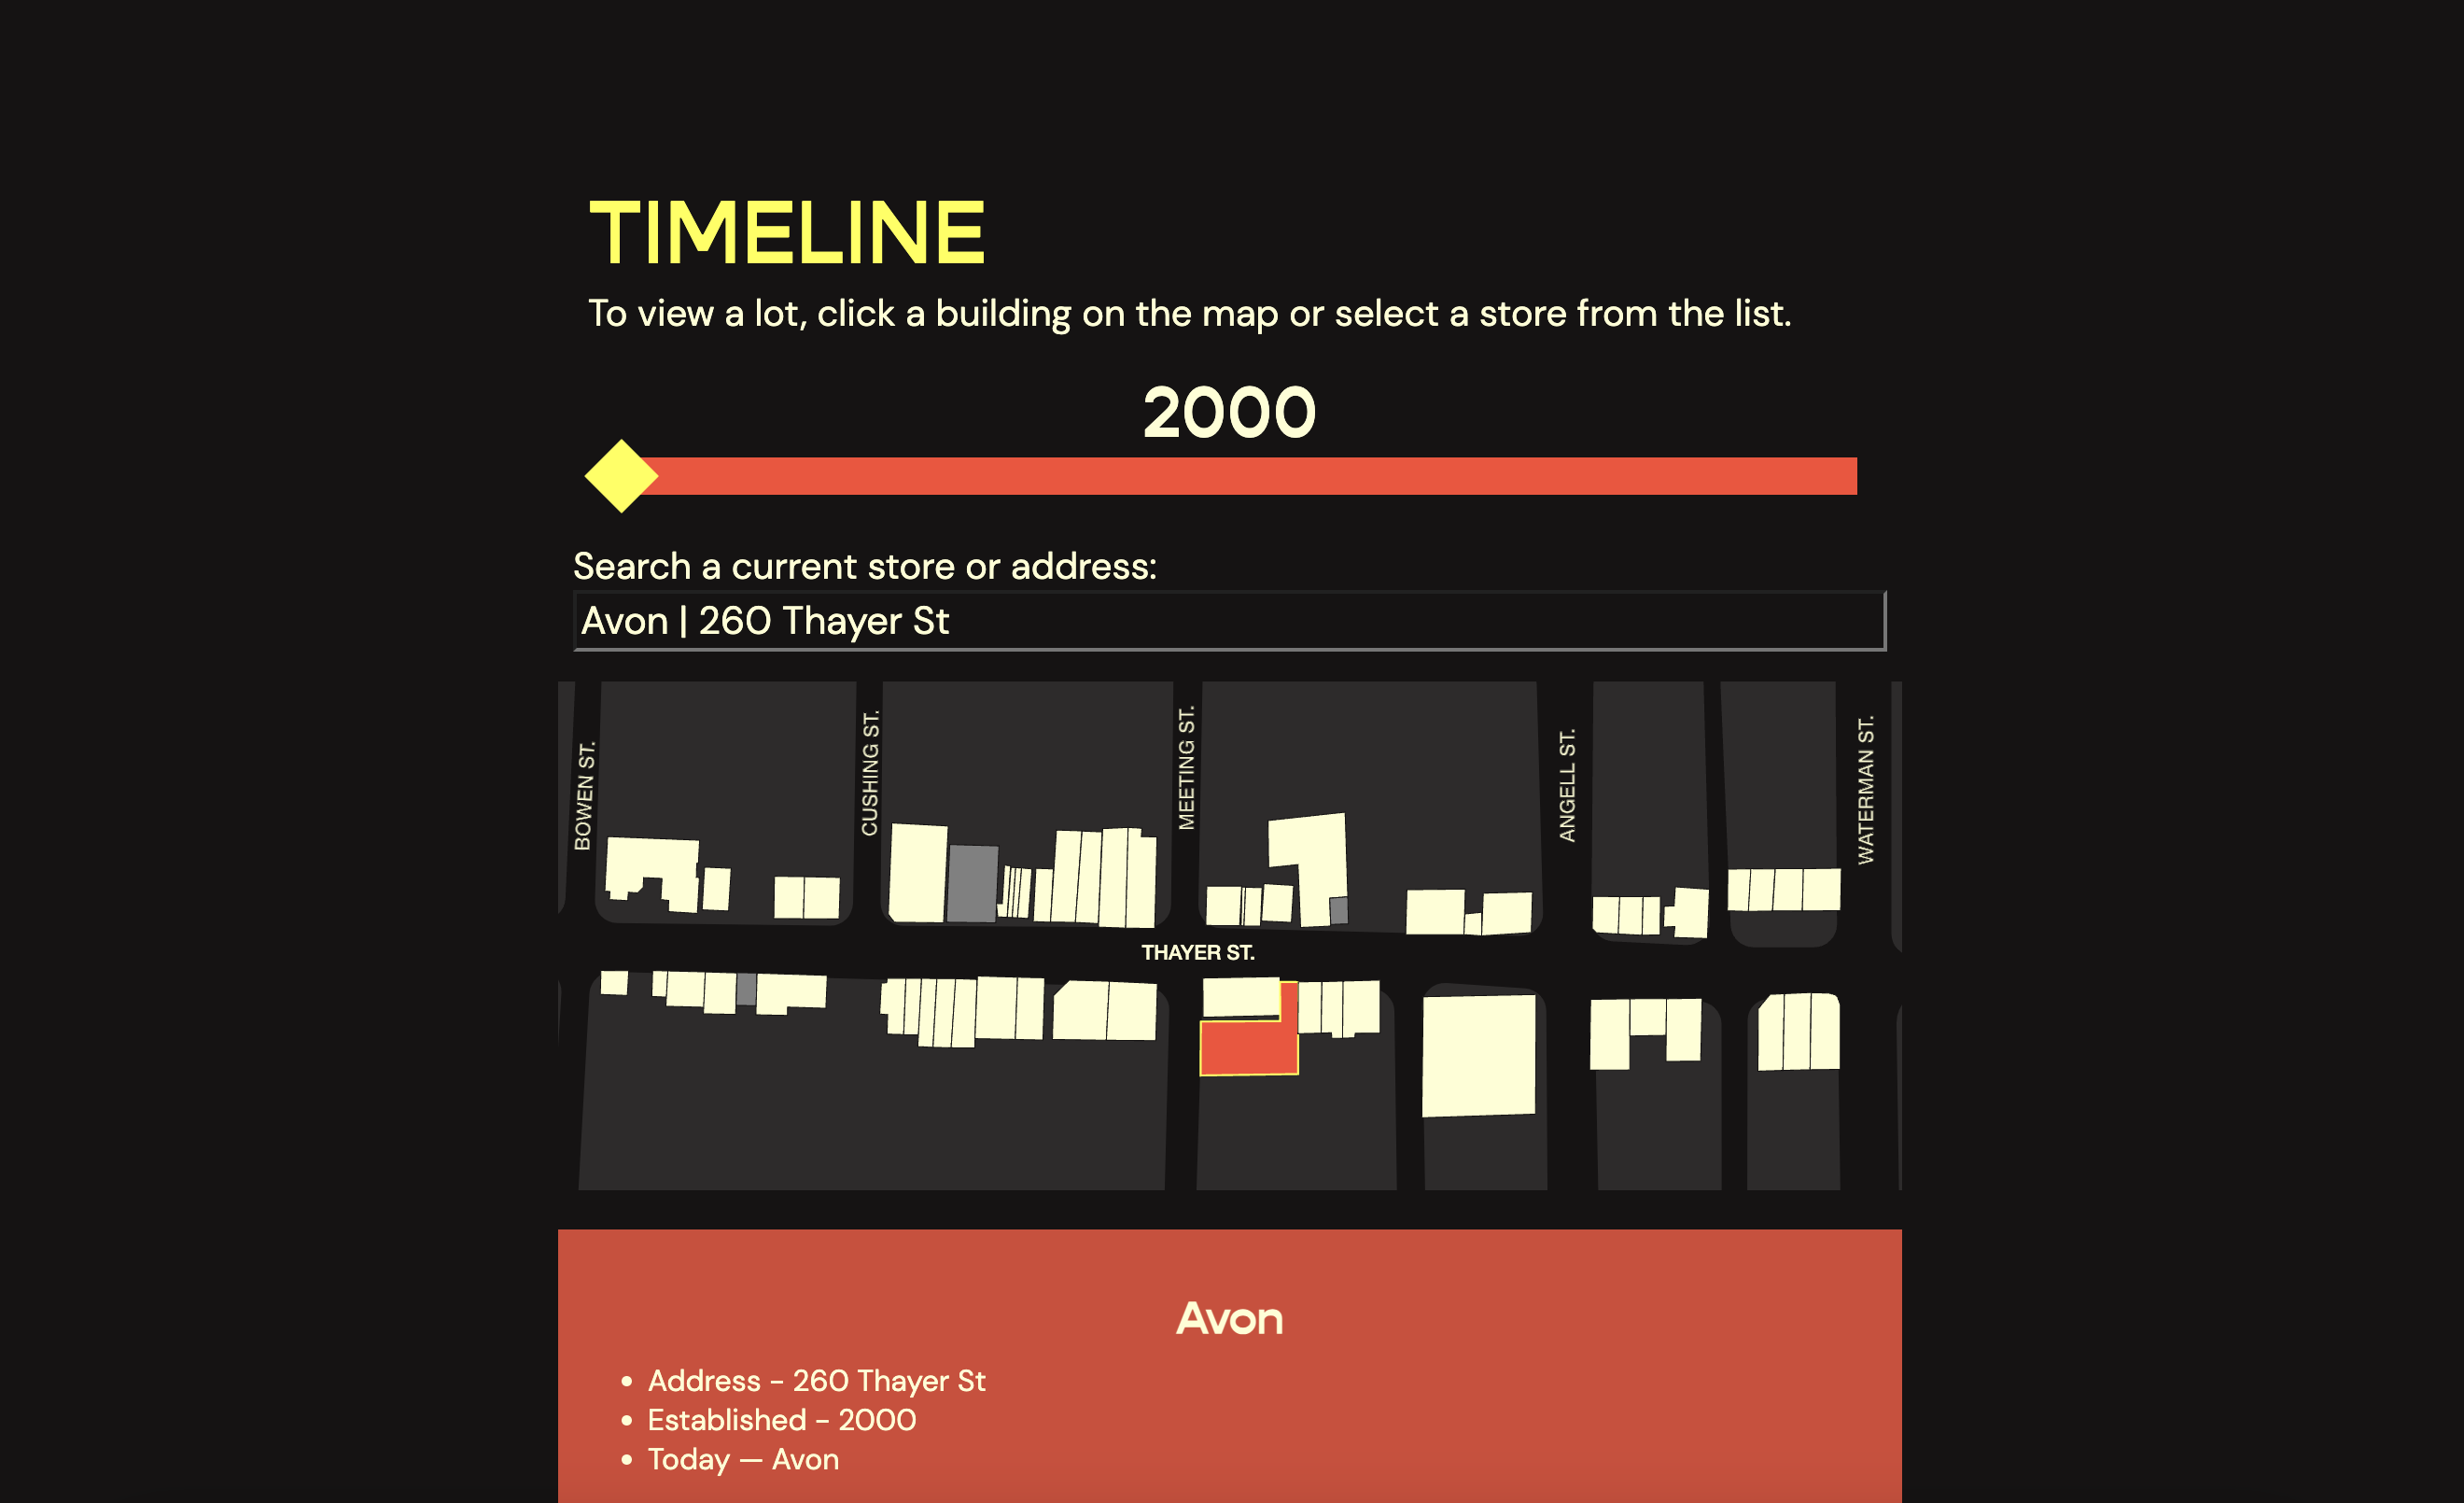 TIMELINE
To view a lot, click a building on the map or select a store from the list.
2000
Search a current store or address:
Avon | 260 Thayer St
BOWEN ST.
CUSHING ST.
MEETING ST.
ANGELL ST.
WATERMAN ST.
THAYER ST.
Avon
• Address - 260 Thayer St
• Established - 2000
• Today — Avon